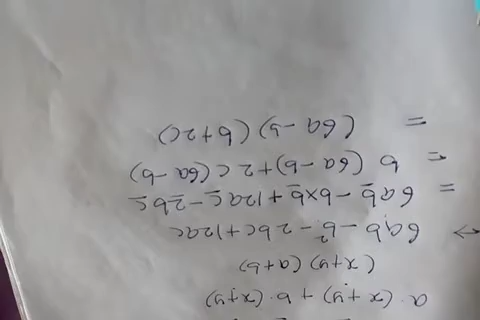 a·(x+y) + b·(x+y)
(x+y) (a+b)
→ 6ab - b² - 2bc + 12ac
= 6ab - b×b + 12ac - 2bc
= b (6a - b) + 2c (6a - b)
= (6a - b) (b + 2c)